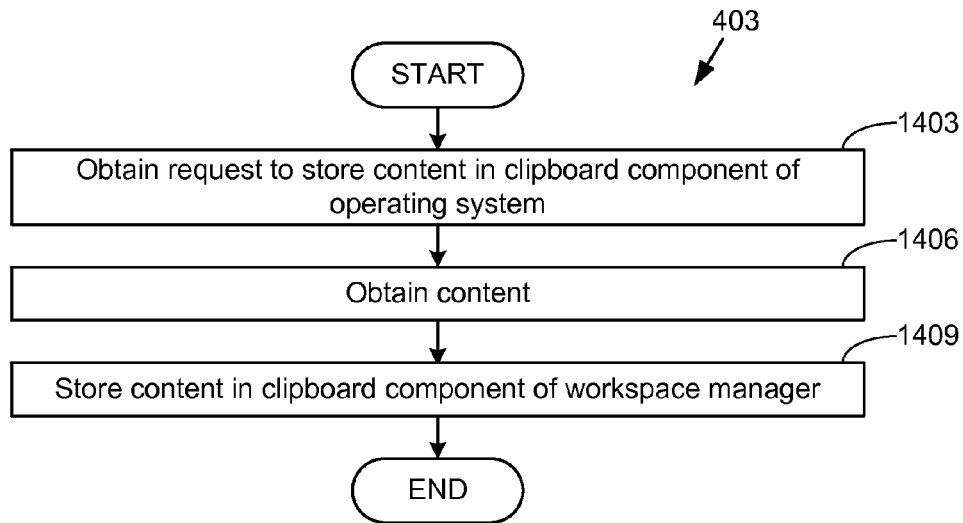 403
START
1403
Obtain request to store content in clipboard component of
operating system
1406
Obtain content
1409
Store content in clipboard component of workspace manager
END